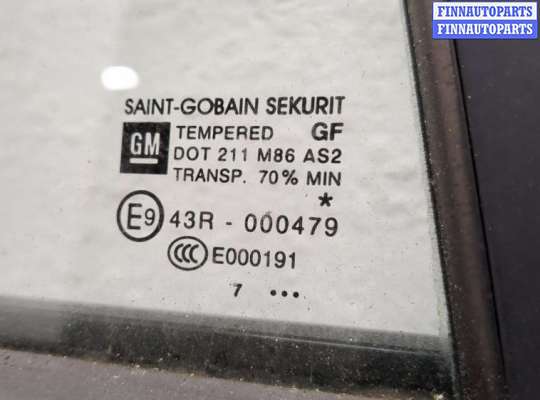 FINNAUTOPARTS
FINNAUTOPARTS
SAINT-GOBAIN SEKURIT
GM TEMPERED GF
DOT 211 M86 AS2
TRANSP. 70% MIN
*
E9 43R - 000479
CCC E000191
7 •••